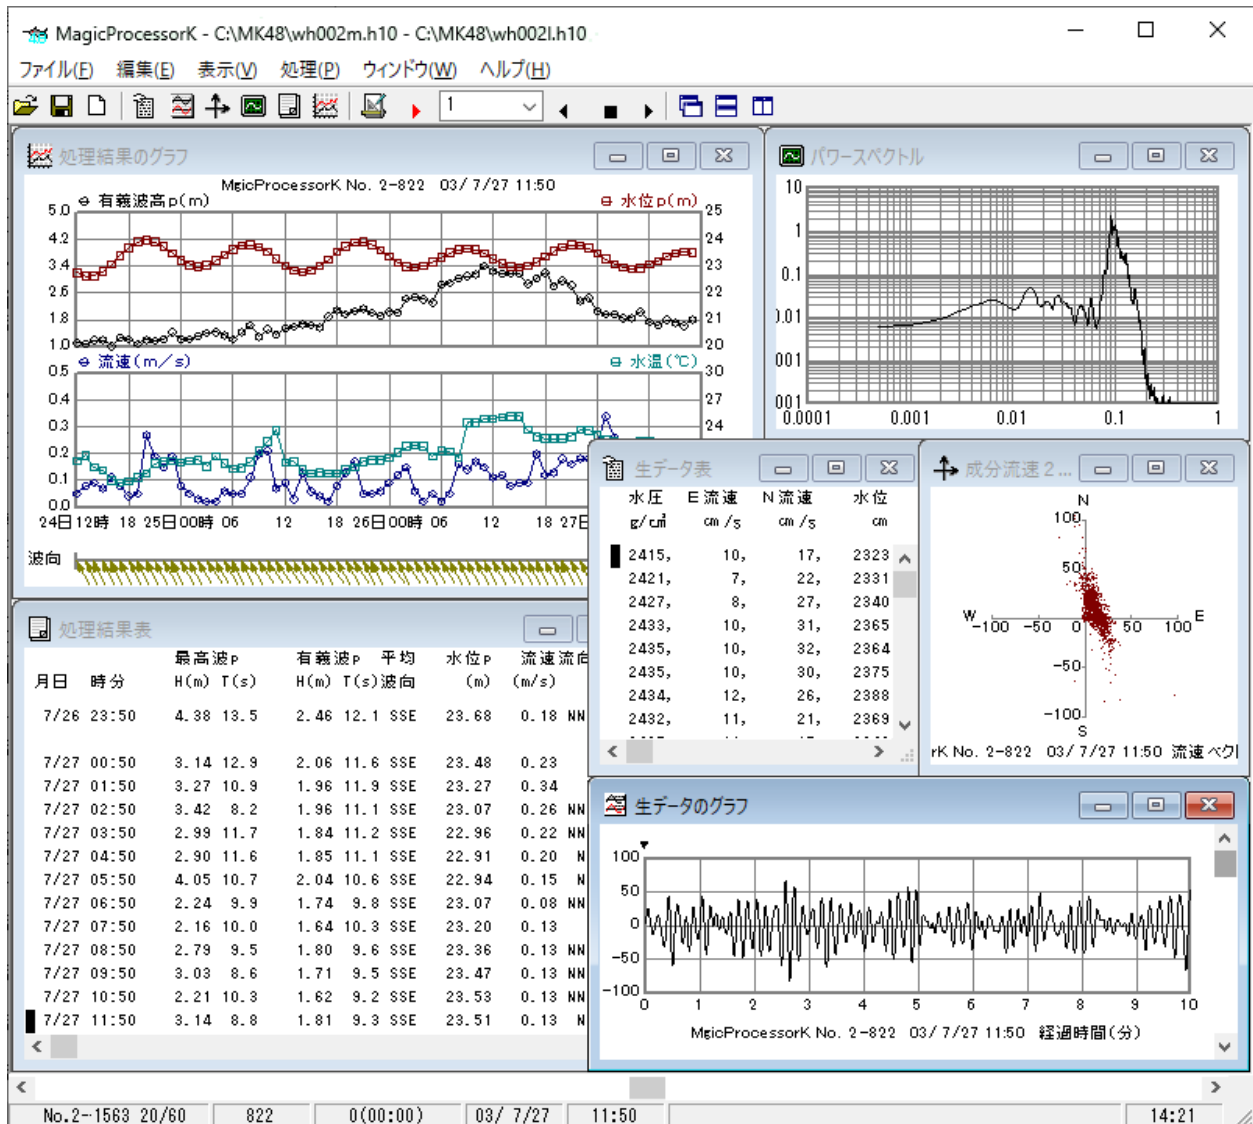 MagicProcessorK - C:\MK48\wh002m.h10 - C:\MK48\wh002l.h10
ファイル(F) 編集(E) 表示(V) 処理(P) ウィンドウ(W) ヘルプ(H)
1
処理結果のグラフ
MgicProcessorK No. 2-822 03/ 7/27 11:50
有義波高p(m) 水位p(m)
5.0 25
4.2 24
3.4 23
2.6 22
1.8 21
1.0 20
流速(m/s) 水温(℃)
0.5 30
0.4 27
0.3 24
0.2
0.1
0.0
24日12時 18 25日00時 06 12 18 26日00時 06 12 18 27日
波向
パワースペクトル
10
1
0.1
0.01
001
001
0.0001 0.001 0.01 0.1 1
生データ表
水圧 E流速 N流速 水位
g/c㎡ cm/s cm/s cm
2415, 10, 17, 2323
2421, 7, 22, 2331
2427, 8, 27, 2340
2433, 10, 31, 2365
2435, 10, 32, 2364
2435, 10, 30, 2375
2434, 12, 26, 2388
2432, 11, 21, 2369
成分流速2...
N
100
50
W -100 -50 0 50 100 E
-50
-100
S
rK No. 2-822 03/ 7/27 11:50 流速ベクト
処理結果表
最高波P 有義波P 平均 水位P 流速流向
月日 時分 H(m) T(s) H(m) T(s)波向 (m) (m/s)
7/26 23:50 4.38 13.5 2.46 12.1 SSE 23.68 0.18 NN
7/27 00:50 3.14 12.9 2.06 11.6 SSE 23.48 0.23
7/27 01:50 3.27 10.9 1.96 11.9 SSE 23.27 0.34
7/27 02:50 3.42 8.2 1.96 11.1 SSE 23.07 0.26 NN
7/27 03:50 2.99 11.7 1.84 11.2 SSE 22.96 0.22 NN
7/27 04:50 2.90 11.6 1.85 11.1 SSE 22.91 0.20 N
7/27 05:50 4.05 10.7 2.04 10.6 SSE 22.94 0.15 N
7/27 06:50 2.24 9.9 1.74 9.8 SSE 23.07 0.08 NN
7/27 07:50 2.16 10.0 1.64 10.3 SSE 23.20 0.13
7/27 08:50 2.79 9.5 1.80 9.6 SSE 23.36 0.13 NN
7/27 09:50 3.03 8.6 1.71 9.5 SSE 23.47 0.13 NN
7/27 10:50 2.21 10.3 1.62 9.2 SSE 23.53 0.13 NN
7/27 11:50 3.14 8.8 1.81 9.3 SSE 23.51 0.13 N
生データのグラフ
100
50
0
-50
-100
0 1 2 3 4 5 6 7 8 9 10
MgicProcessorK No. 2-822 03/ 7/27 11:50 経過時間(分)
No.2--1563 20/60 822 0(00:00) 03/ 7/27 11:50 14:21